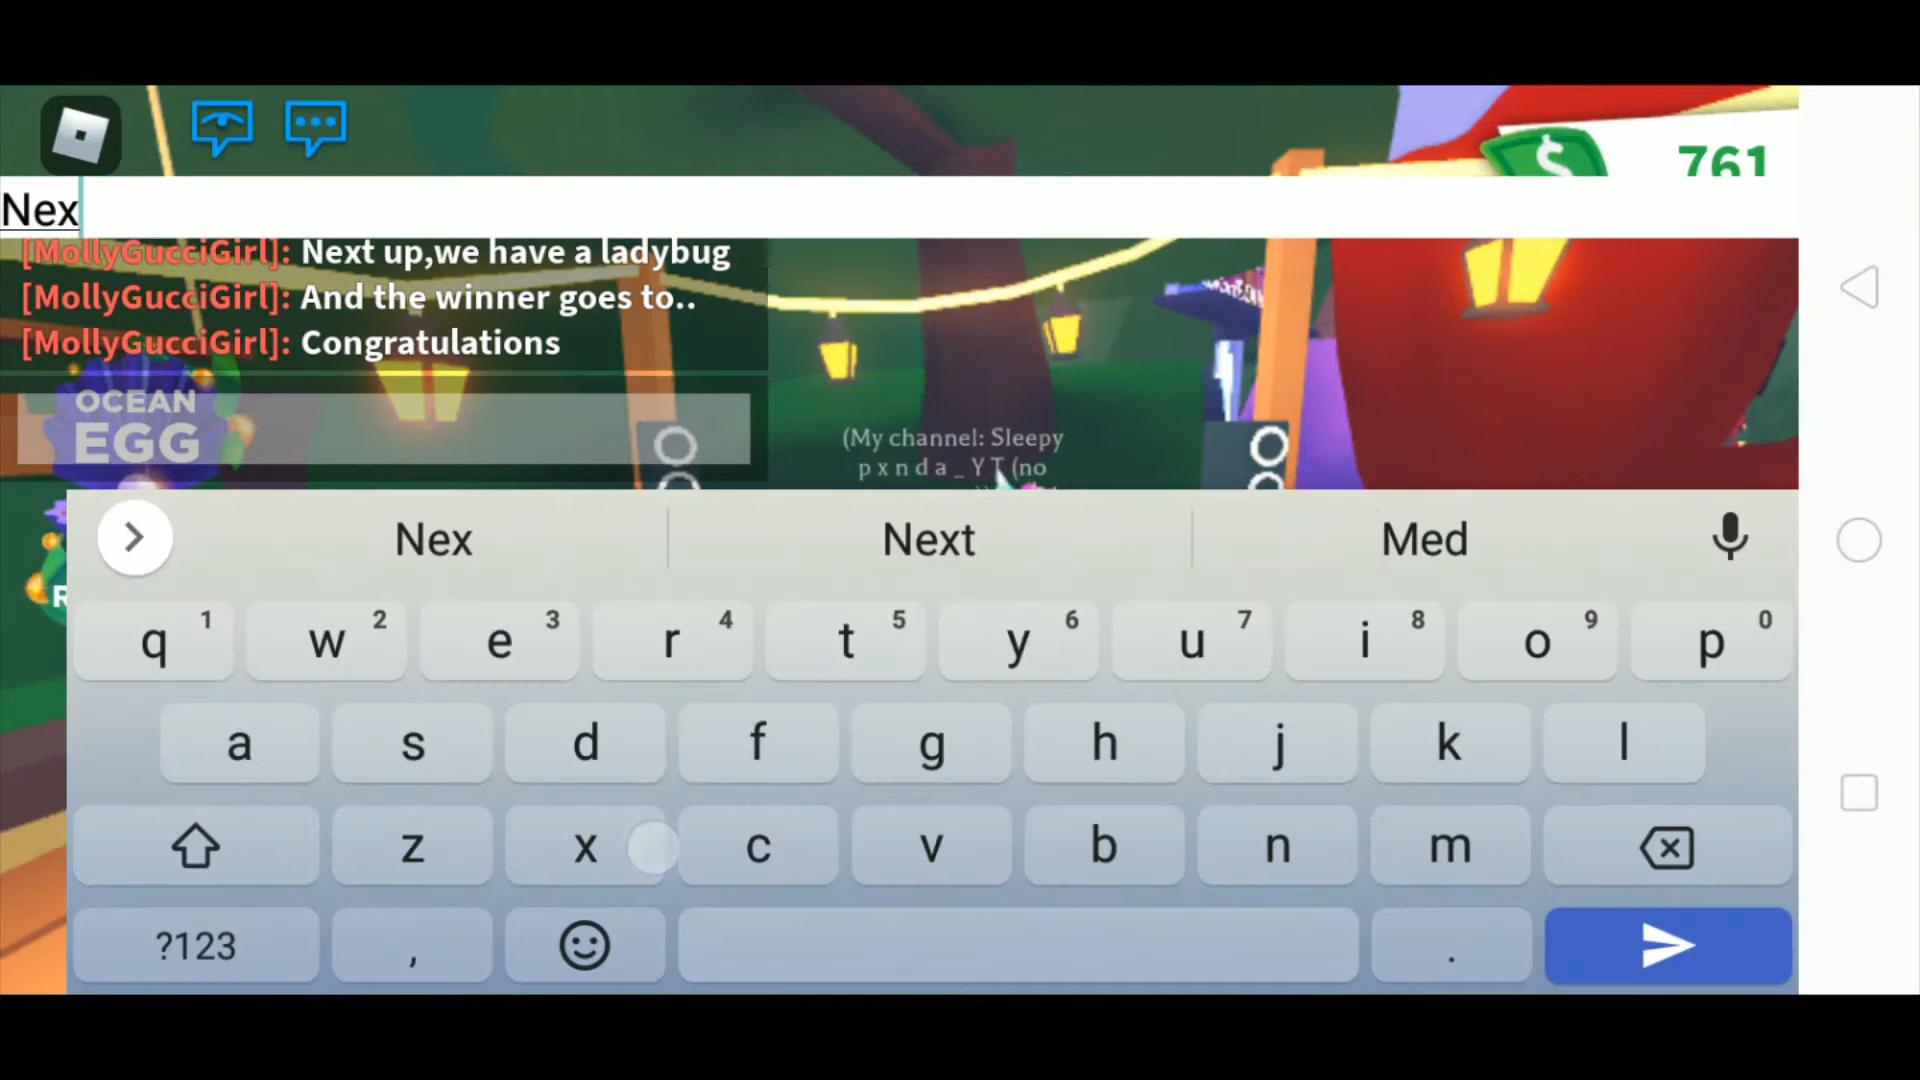 761
Nex
[MollyGucciGirl]: Next up,we have a ladybug
[MollyGucciGirl]: And the winner goes to..
[MollyGucciGirl]: Congratulations
OCEAN
EGG
(My channel: Sleepy
p x n d a _ Y T (no
Nex Next Med
R
q 1 w 2 e 3 r 4 t 5 y 6 u 7 i 8 o 9 p 0
a s d f g h j k l
z x c v b n m
?123 , .